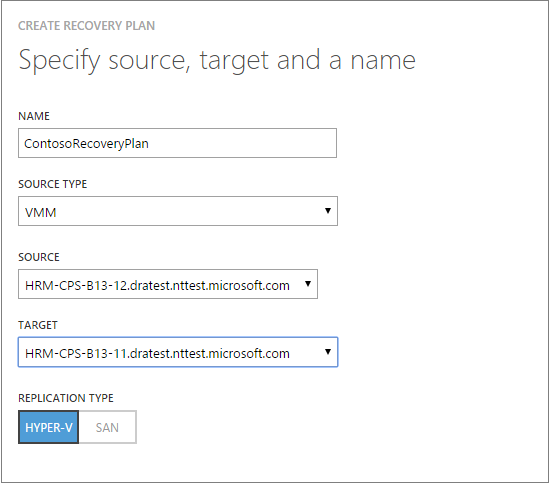 CREATE RECOVERY PLAN
Specify source, target and a name
NAME
ContosoRecoveryPlan
SOURCE TYPE
VMM
SOURCE
HRM-CPS-B13-12.dratest.nttest.microsoft.com
TARGET
HRM-CPS-B13-11.dratest.nttest.microsoft.com
REPLICATION TYPE
HYPER-V SAN